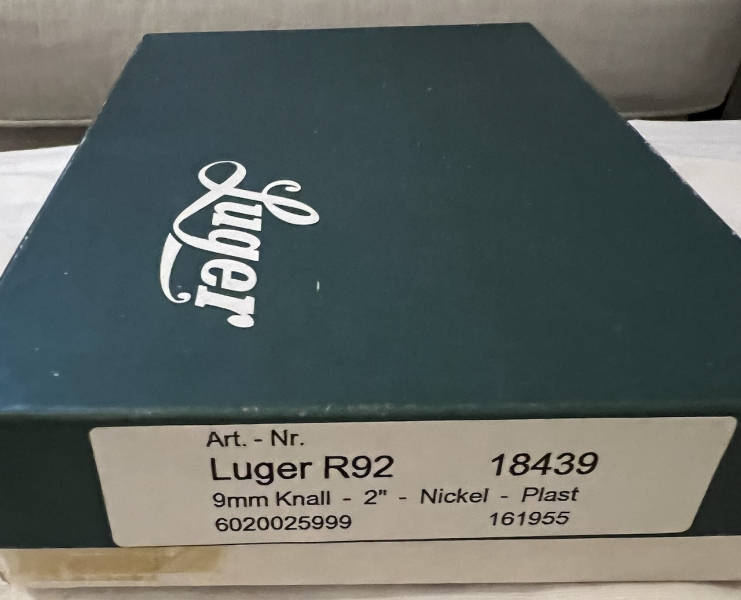 Luger
Art. - Nr.
Luger R92 18439
9mm Knall - 2" - Nickel - Plast
6020025999 161955